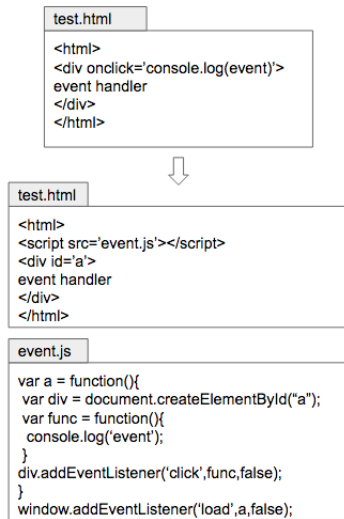 test.html
<html>
<div onclick=’console.log(event)’>
event handler
</div>
</html>
test.html
<html>
<script src=’event.js’></script>
<div id=’a’>
event handler
</div>
</html>
event.js
var a = function(){
var div = document.createElementById(“a”);
var func = function(){
console.log(‘event’);
}
div.addEventListener(‘click’,func,false);
}
window.addEventListener(‘load’,a,false);